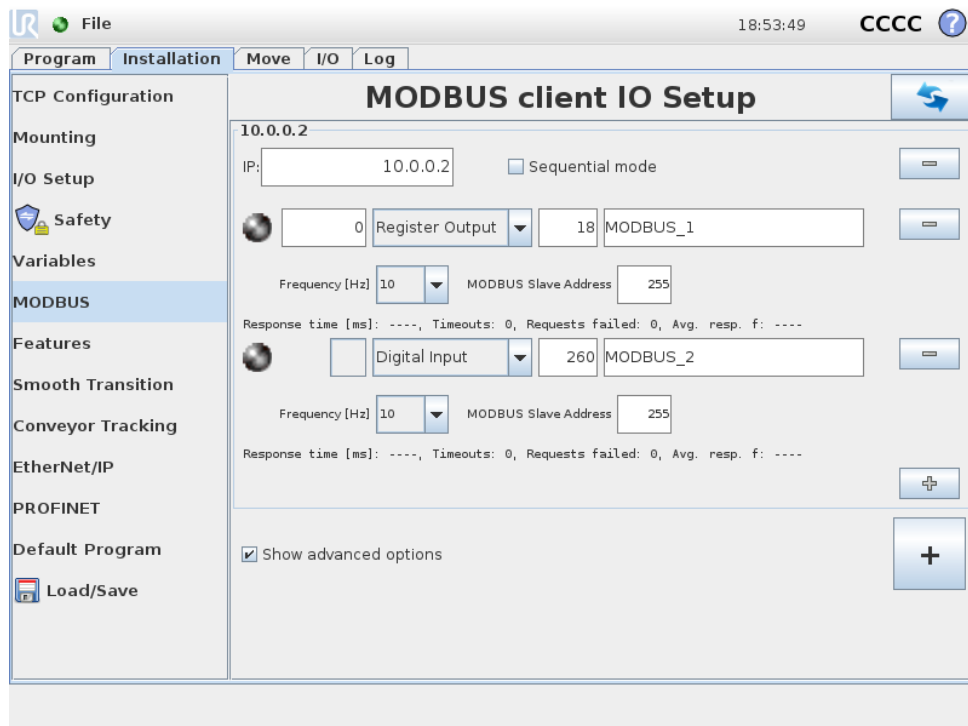 UR File 18:53:49 CCCC ?
Program Installation Move I/O Log
TCP Configuration
Mounting
I/O Setup
Safety
Variables
MODBUS
Features
Smooth Transition
Conveyor Tracking
EtherNet/IP
PROFINET
Default Program
Load/Save
MODBUS client IO Setup
10.0.0.2
IP: 10.0.0.2 Sequential mode
0 Register Output 18 MODBUS_1
Frequency [Hz] 10 MODBUS Slave Address 255
Response time [ms]: ----, Timeouts: 0, Requests failed: 0, Avg. resp. f: ----
Digital Input 260 MODBUS_2
Frequency [Hz] 10 MODBUS Slave Address 255
Response time [ms]: ----, Timeouts: 0, Requests failed: 0, Avg. resp. f: ----
Show advanced options